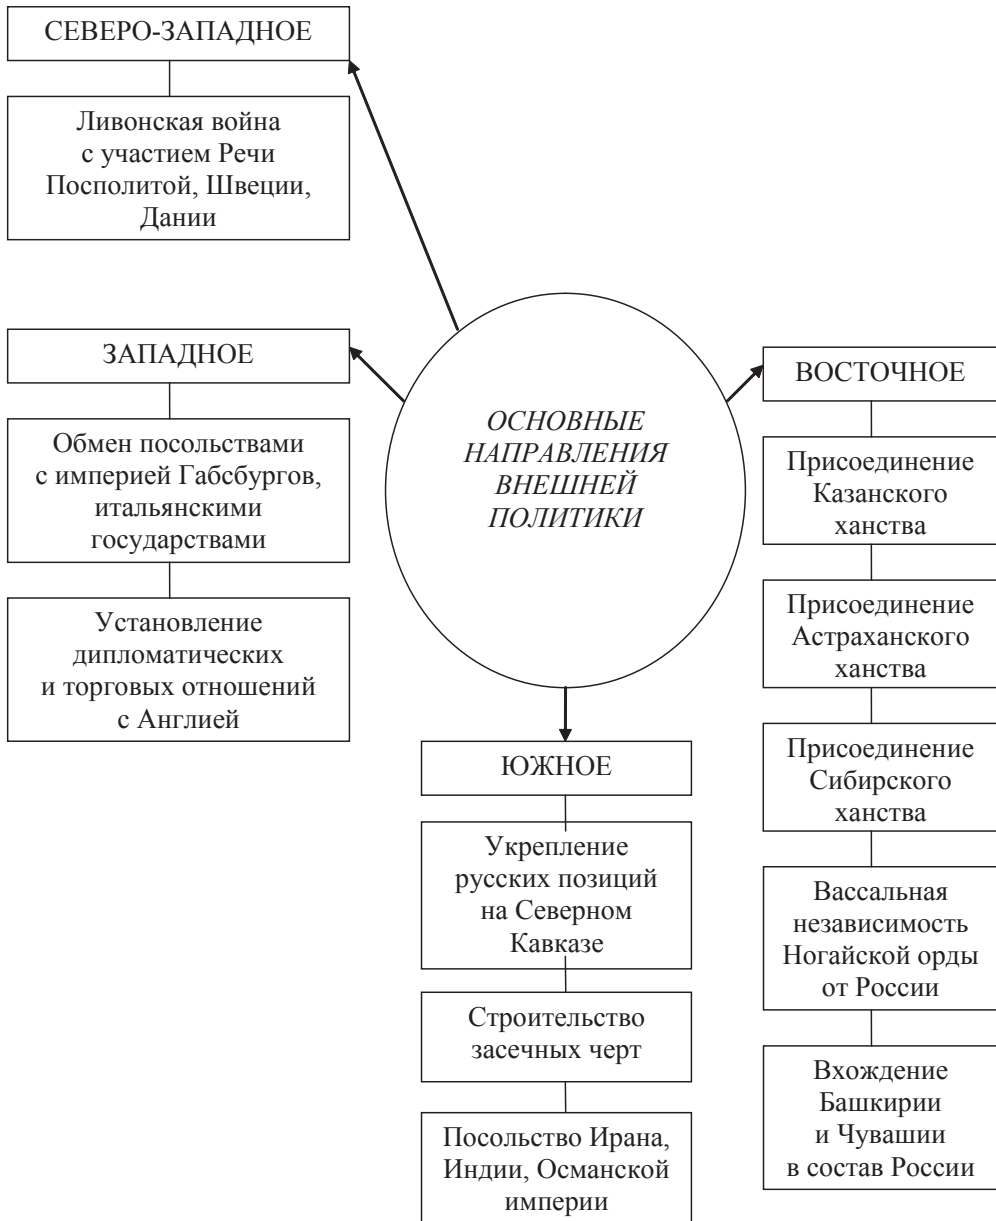 СЕВЕРО-ЗАПАДНОЕ
Ливонская война
с участием Речи
Посполитой, Швеции,
Дании
ЗАПАДНОЕ
Обмен посольствами
с империей Габсбургов,
итальянскими
государствами
Установление
дипломатических
и торговых отношений
с Англией
ОСНОВНЫЕ
НАПРАВЛЕНИЯ
ВНЕШНЕЙ
ПОЛИТИКИ
ЮЖНОЕ
Укрепление
русских позиций
на Северном
Кавказе
Строительство
засечных черт
Посольство Ирана,
Индии, Османской
империи
ВОСТОЧНОЕ
Присоединение
Казанского
ханства
Присоединение
Астраханского
ханства
Присоединение
Сибирского
ханства
Вассальная
независимость
Ногайской орды
от России
Вхождение
Башкирии
и Чувашии
в состав России